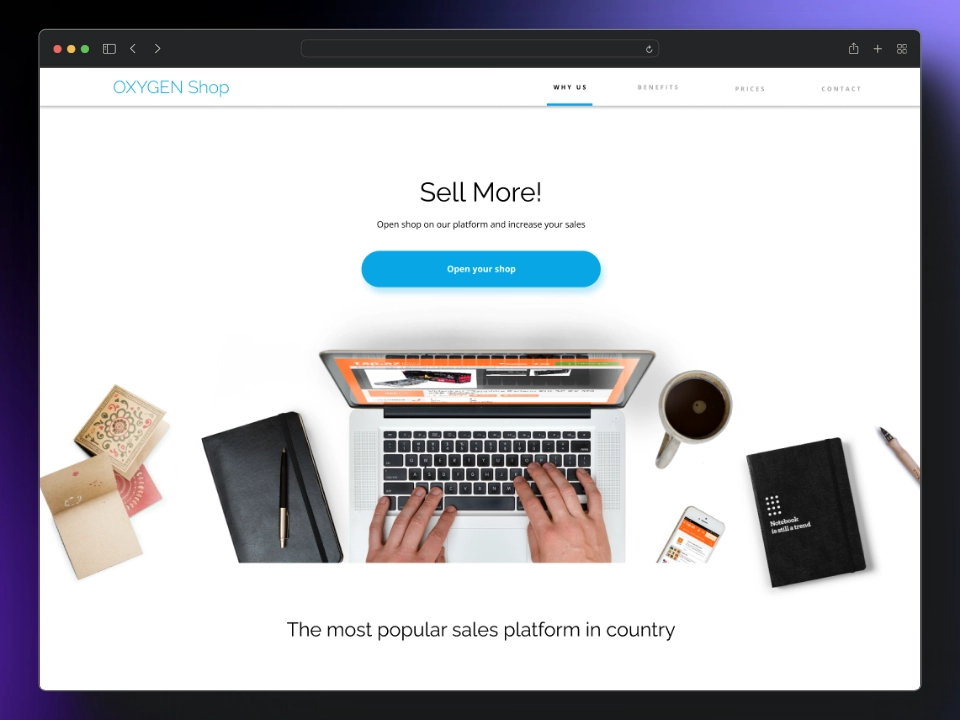 OXYGEN Shop
WHY US
BENEFITS
PRICES
CONTACT
Sell More!
Open shop on our platform and increase your sales
Open your shop
Notebook
is still a trend
The most popular sales platform in country